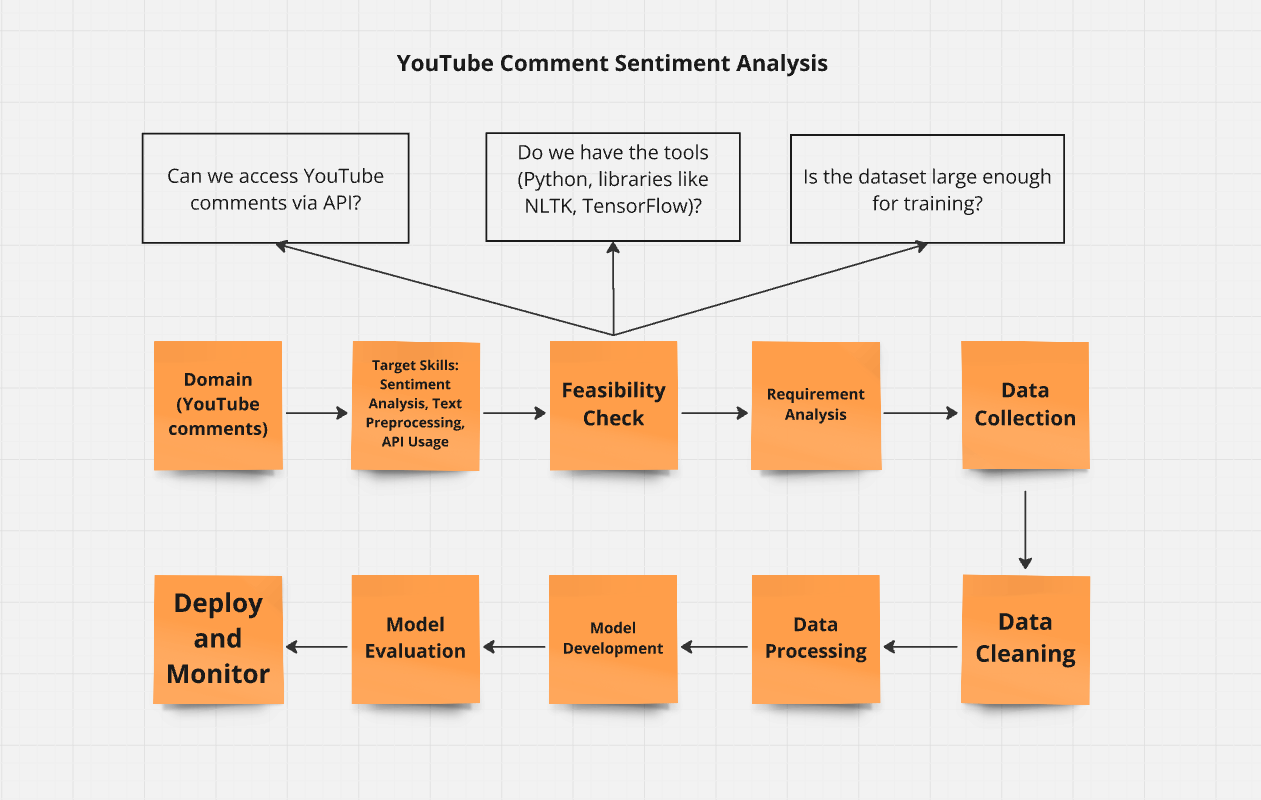 YouTube Comment Sentiment Analysis
Can we access YouTube
comments via API?
Do we have the tools
(Python, libraries like
NLTK, TensorFlow)?
Is the dataset large enough
for training?
Domain
(YouTube
comments)
Target Skills:
Sentiment
Analysis, Text
Preprocessing,
API Usage
Feasibility
Check
Requirement
Analysis
Data
Collection
Deploy
and
Monitor
Model
Evaluation
Model
Development
Data
Processing
Data
Cleaning